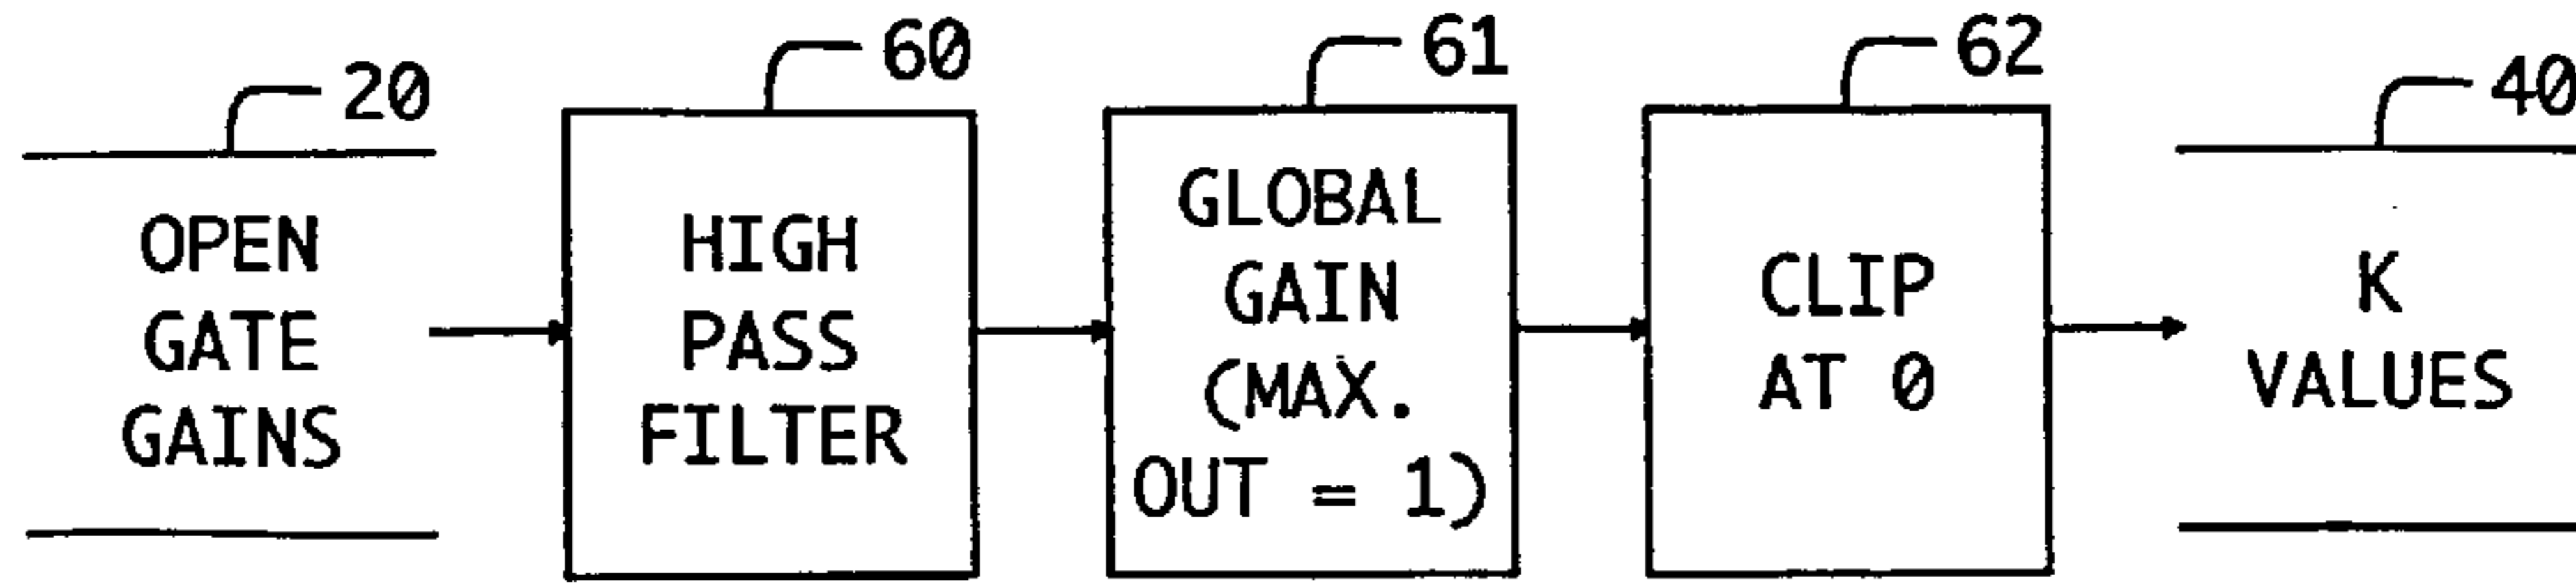 20
OPEN
GATE
GAINS
60
HIGH
PASS
FILTER
61
GLOBAL
GAIN
(MAX.
OUT = 1)
62
CLIP
AT 0
40
K
VALUES